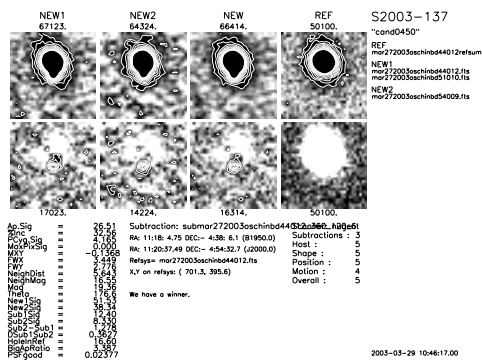 NEW1 NEW2 NEW REF
67123. 64324. 66414. 50100.
S2003-137
"cand0450"
REF
mar272003oschinbd44012refsum
NEW1
mar272003oschinbd44012.fts
mar272003oschinbd51010.fts
NEW2
mar272003oschinbd54009.fts
17023. 14224. 16314. 50100.
Ap.Sig = 26.51
%Inc = 32.56
PCyg.Sig = 4.165
MaxPixSig = 0.000
MXY = -0.1368
FWX = 3.449
FWY = 2.776
NeighDist = 5.643
NeighMag = 16.55
Mag = 19.36
Theta = 176.6
New1Sig = 51.53
New2Sig = 38.34
Sub1Sig = 12.40
Sub2Sig = 8.330
Sub2-Sub1 = 1.278
DSub1Sub2 = 0.3627
HoleInRef = 16.60
BigApRatio = 3.387
PSFgood = 0.02377
Subtraction: submar272003oschinbd44012
RA: 11:18: 4.75 DEC:- 4:38: 6.1 (B1950.0)
RA: 11:20:37.49 DEC:- 4:54:32.7 (J2000.0)
Refsys= mar272003oschinbd44012.fts
X,Y on refsys: ( 701.3, 395.6)
We have a winner.
Subtractions : 3
Host : 5
Shape : 5
Position : 5
Motion : 4
Overall : 5
2003-03-29 10:46:17.00